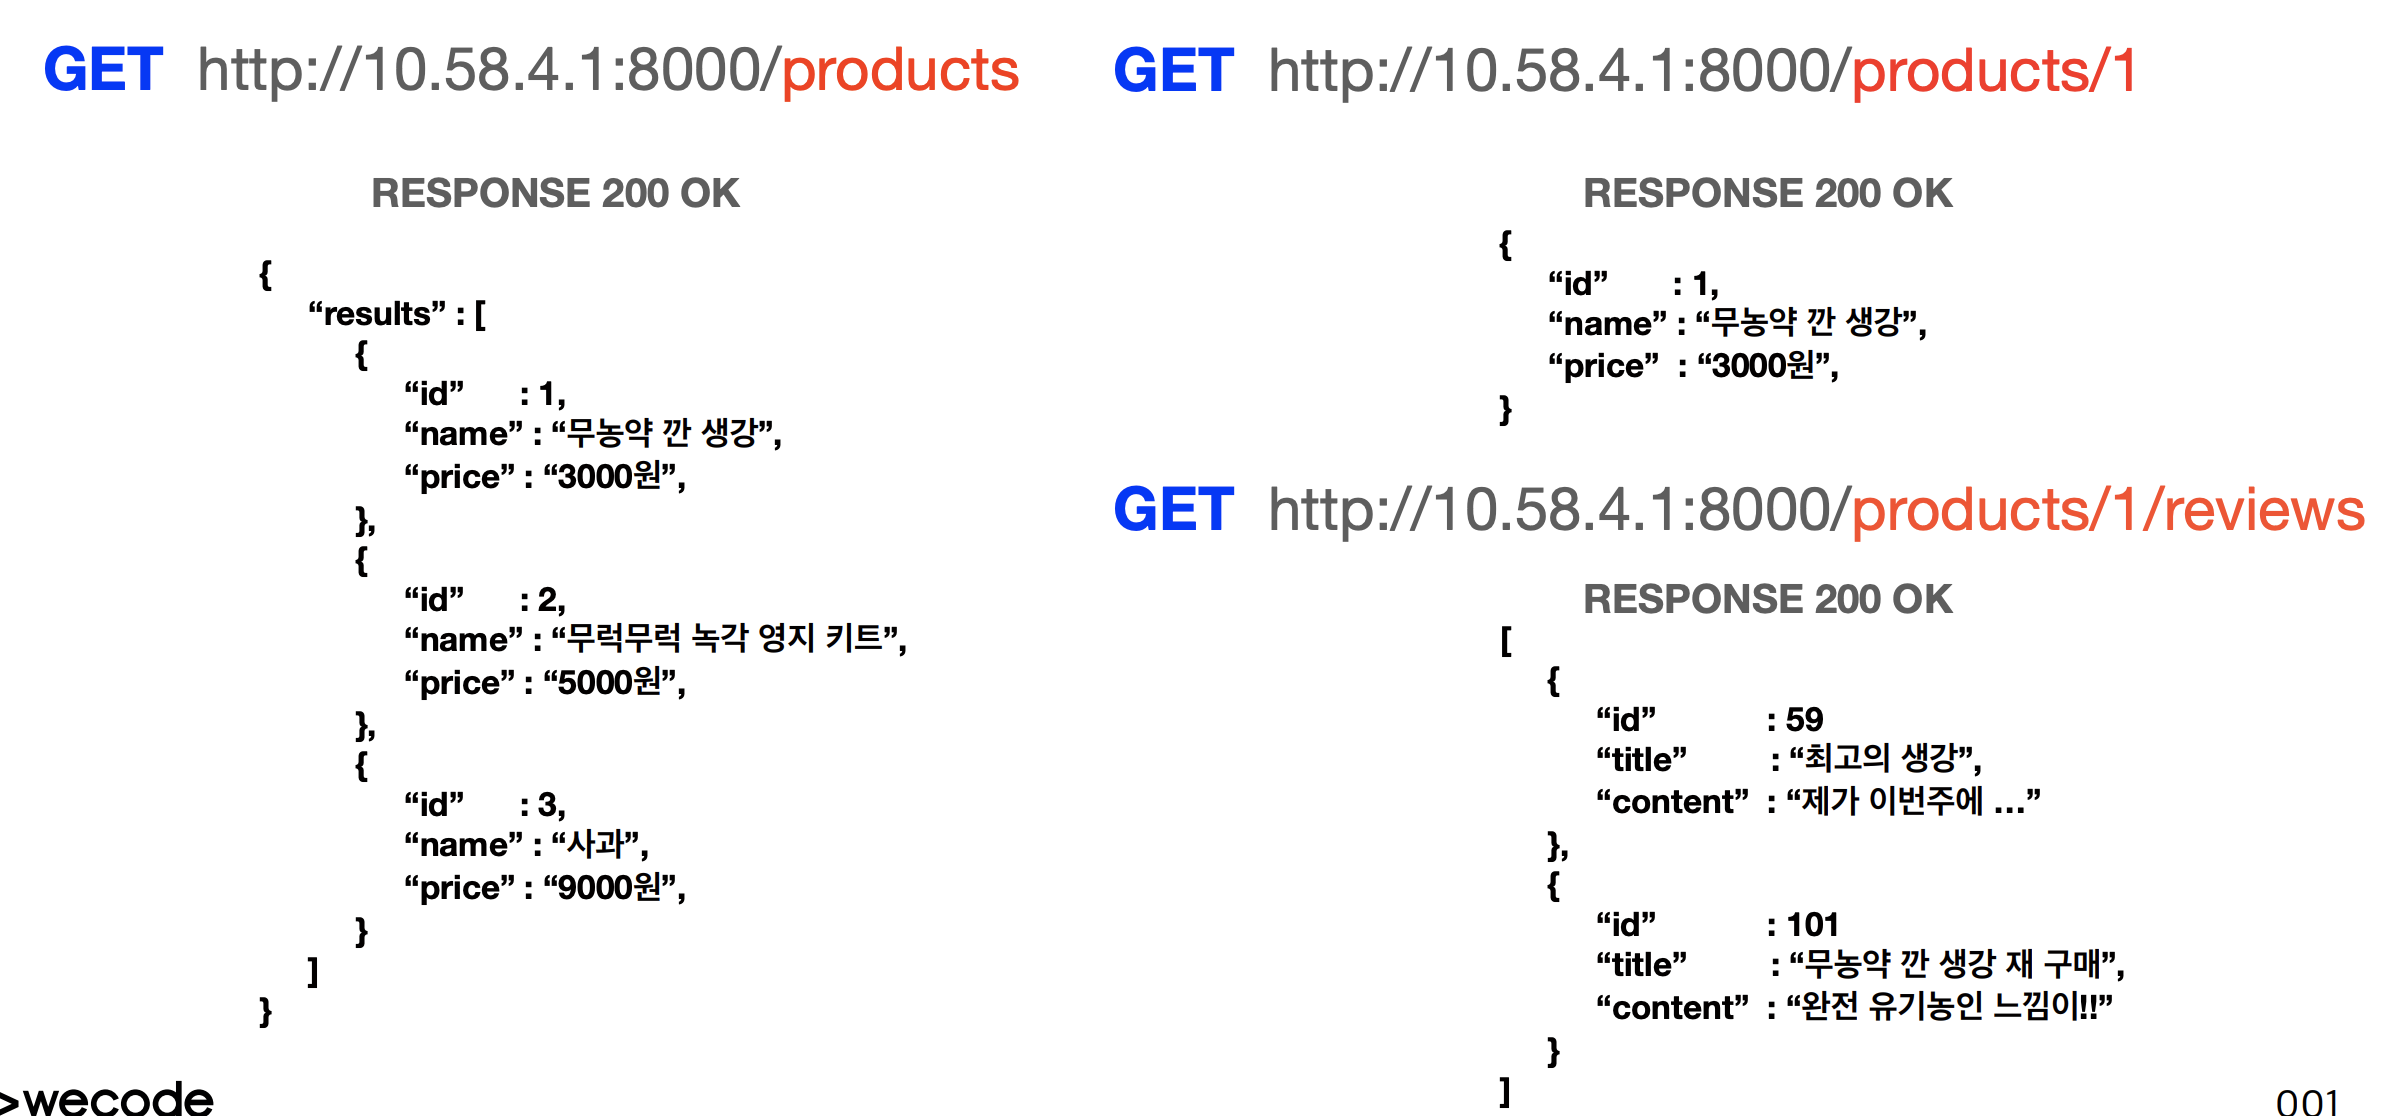 GET http://10.58.4.1:8000/products
RESPONSE 200 OK
{
“results” : [
{
“id” : 1,
“name” : “무농약 깐 생강”,
“price” : “3000원”,
},
{
“id” : 2,
“name” : “무럭무럭 녹각 영지 키트”,
“price” : “5000원”,
},
{
“id” : 3,
“name” : “사과”,
“price” : “9000원”,
}
]
}
GET http://10.58.4.1:8000/products/1
RESPONSE 200 OK
{
“id” : 1,
“name” : “무농약 깐 생강”,
“price” : “3000원”,
}
GET http://10.58.4.1:8000/products/1/reviews
RESPONSE 200 OK
[
{
“id” : 59
“title” : “최고의 생강”,
“content” : “제가 이번주에 ...”
},
{
“id” : 101
“title” : “무농약 깐 생강 재 구매”,
“content” : “완전 유기농인 느낌이!!”
}
]
>wecode
001